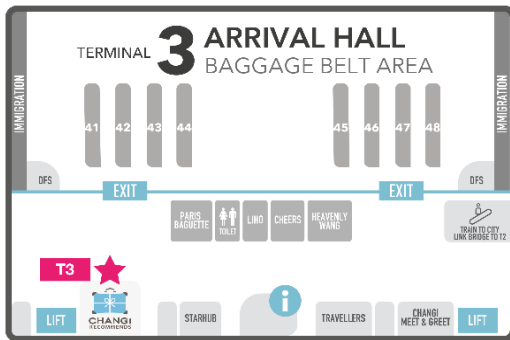 TERMINAL 3 ARRIVAL HALL
BAGGAGE BELT AREA
IMMIGRATION
IMMIGRATION
41 42 43 44 45 46 47 48
DFS
DFS
EXIT
EXIT
PARIS
BAGUETTE
TOILET
LINO
CHEERS
HEAVENLY
WANG
TRAIN TO CITY
LINK BRIDGE TO T2
T3
LIFT
CHANGI
RECOMMENDS
STARHUB
i
TRAVELLERS
CHANGI
MEET & GREET
LIFT